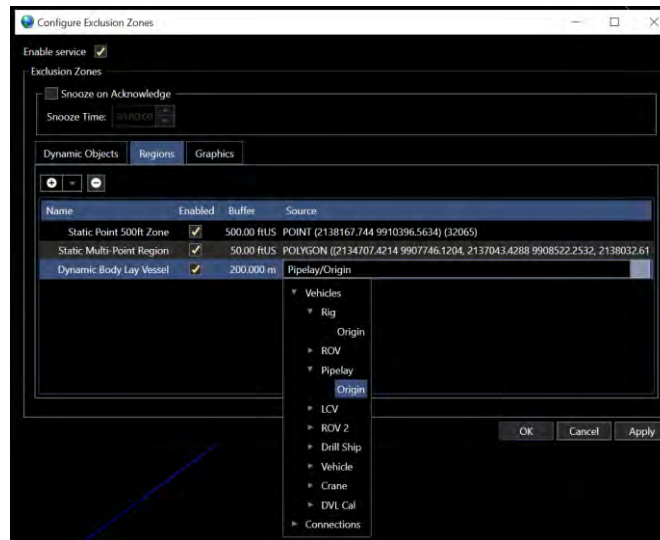 Configure Exclusion Zones
Enable service
Exclusion Zones
Snooze on Acknowledge
Snooze Time:
Dynamic Objects Regions Graphics
Name Enabled Buffer Source
Static Point 500ft Zone 500.00 ftUS POINT (2138167.744 9910396.5634) (32065)
Static Multi-Point Region 50.00 ftUS POLYGON ((2134707.4214 9907746.1204, 2137043.4288 9908522.2532, 2138032.61
Dynamic Body Lay Vessel 200.000 m Pipelay/Origin
Vehicles
Rig
Origin
ROV
Pipelay
Origin
LCV
OK Cancel Apply
ROV 2
Drill Ship
Vehicle
Crane
DVL Cal
Connections